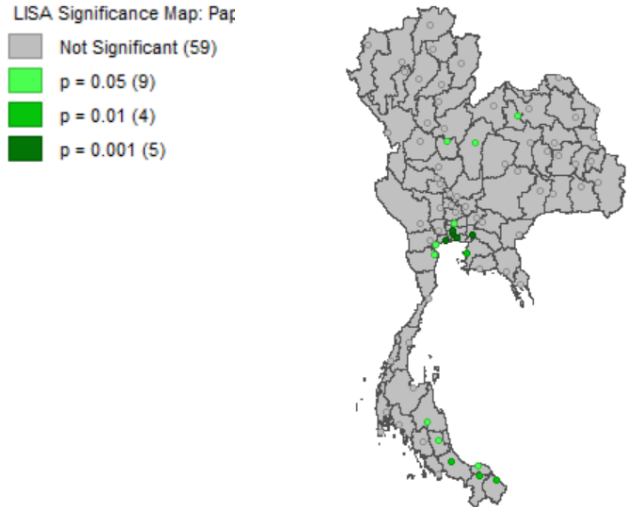 LISA Significance Map: Pap
Not Significant (59)
p = 0.05 (9)
p = 0.01 (4)
p = 0.001 (5)